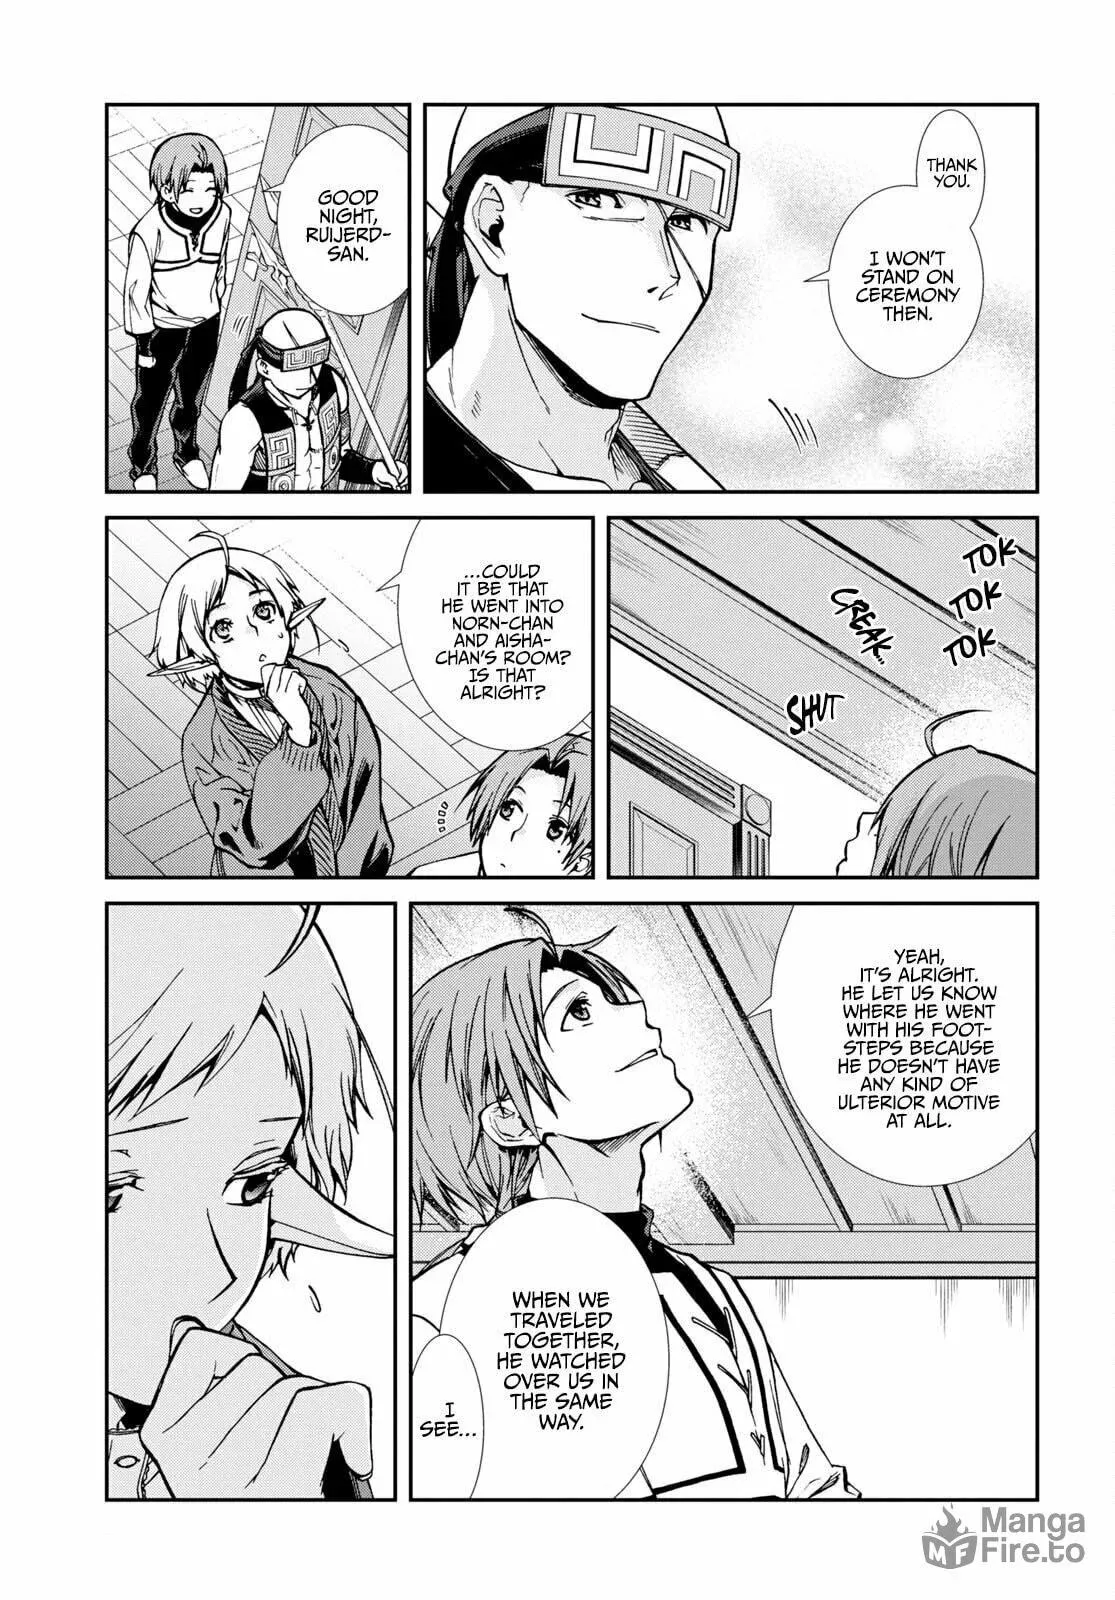 THANK
YOU.
I WON'T
STAND ON
CEREMONY
THEN.
GOOD
NIGHT,
RUIJERD-
SAN.
TOK
TOK
TOK
CREAK...
SHUT
...COULD
IT BE THAT
HE WENT INTO
NORN-CHAN
AND AISHA-
CHAN'S ROOM?
IS THAT
ALRIGHT?
YEAH,
IT'S ALRIGHT.
HE LET US KNOW
WHERE HE WENT
WITH HIS FOOT-
STEPS BECAUSE
HE DOESN'T HAVE
ANY KIND OF
ULTERIOR MOTIVE
AT ALL.
WHEN WE
TRAVELED
TOGETHER,
HE WATCHED
OVER US IN
THE SAME
WAY.
I
SEE...
MF
Manga
Fire.to